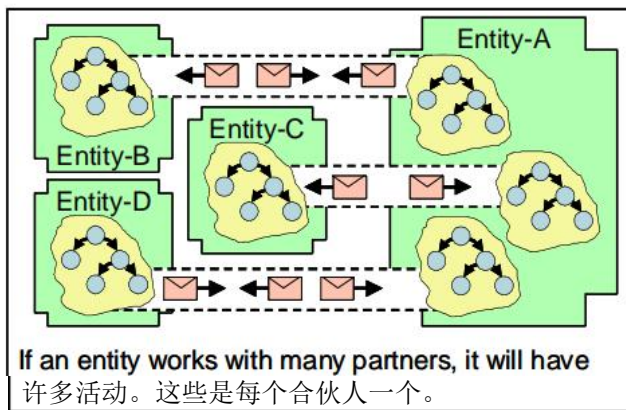 Entity-A
Entity-B
Entity-C
Entity-D
If an entity works with many partners, it will have
许多活动。这些是每个合伙人一个。